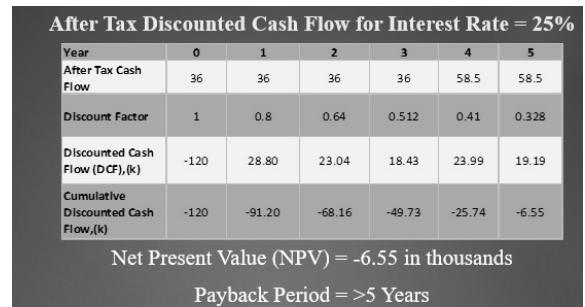 After Tax Discounted Cash Flow for Interest Rate = 25%
Year 0 1 2 3 4 5
After Tax Cash
Flow 36 36 36 36 58.5 58.5
Discount Factor 1 0.8 0.64 0.512 0.41 0.328
Discounted Cash
Flow (DCF),(k) -120 28.80 23.04 18.43 23.99 19.19
Cumulative
Discounted Cash
Flow,(k) -120 -91.20 -68.16 -49.73 -25.74 -6.55
Net Present Value (NPV) = -6.55 in thousands
Payback Period = >5 Years